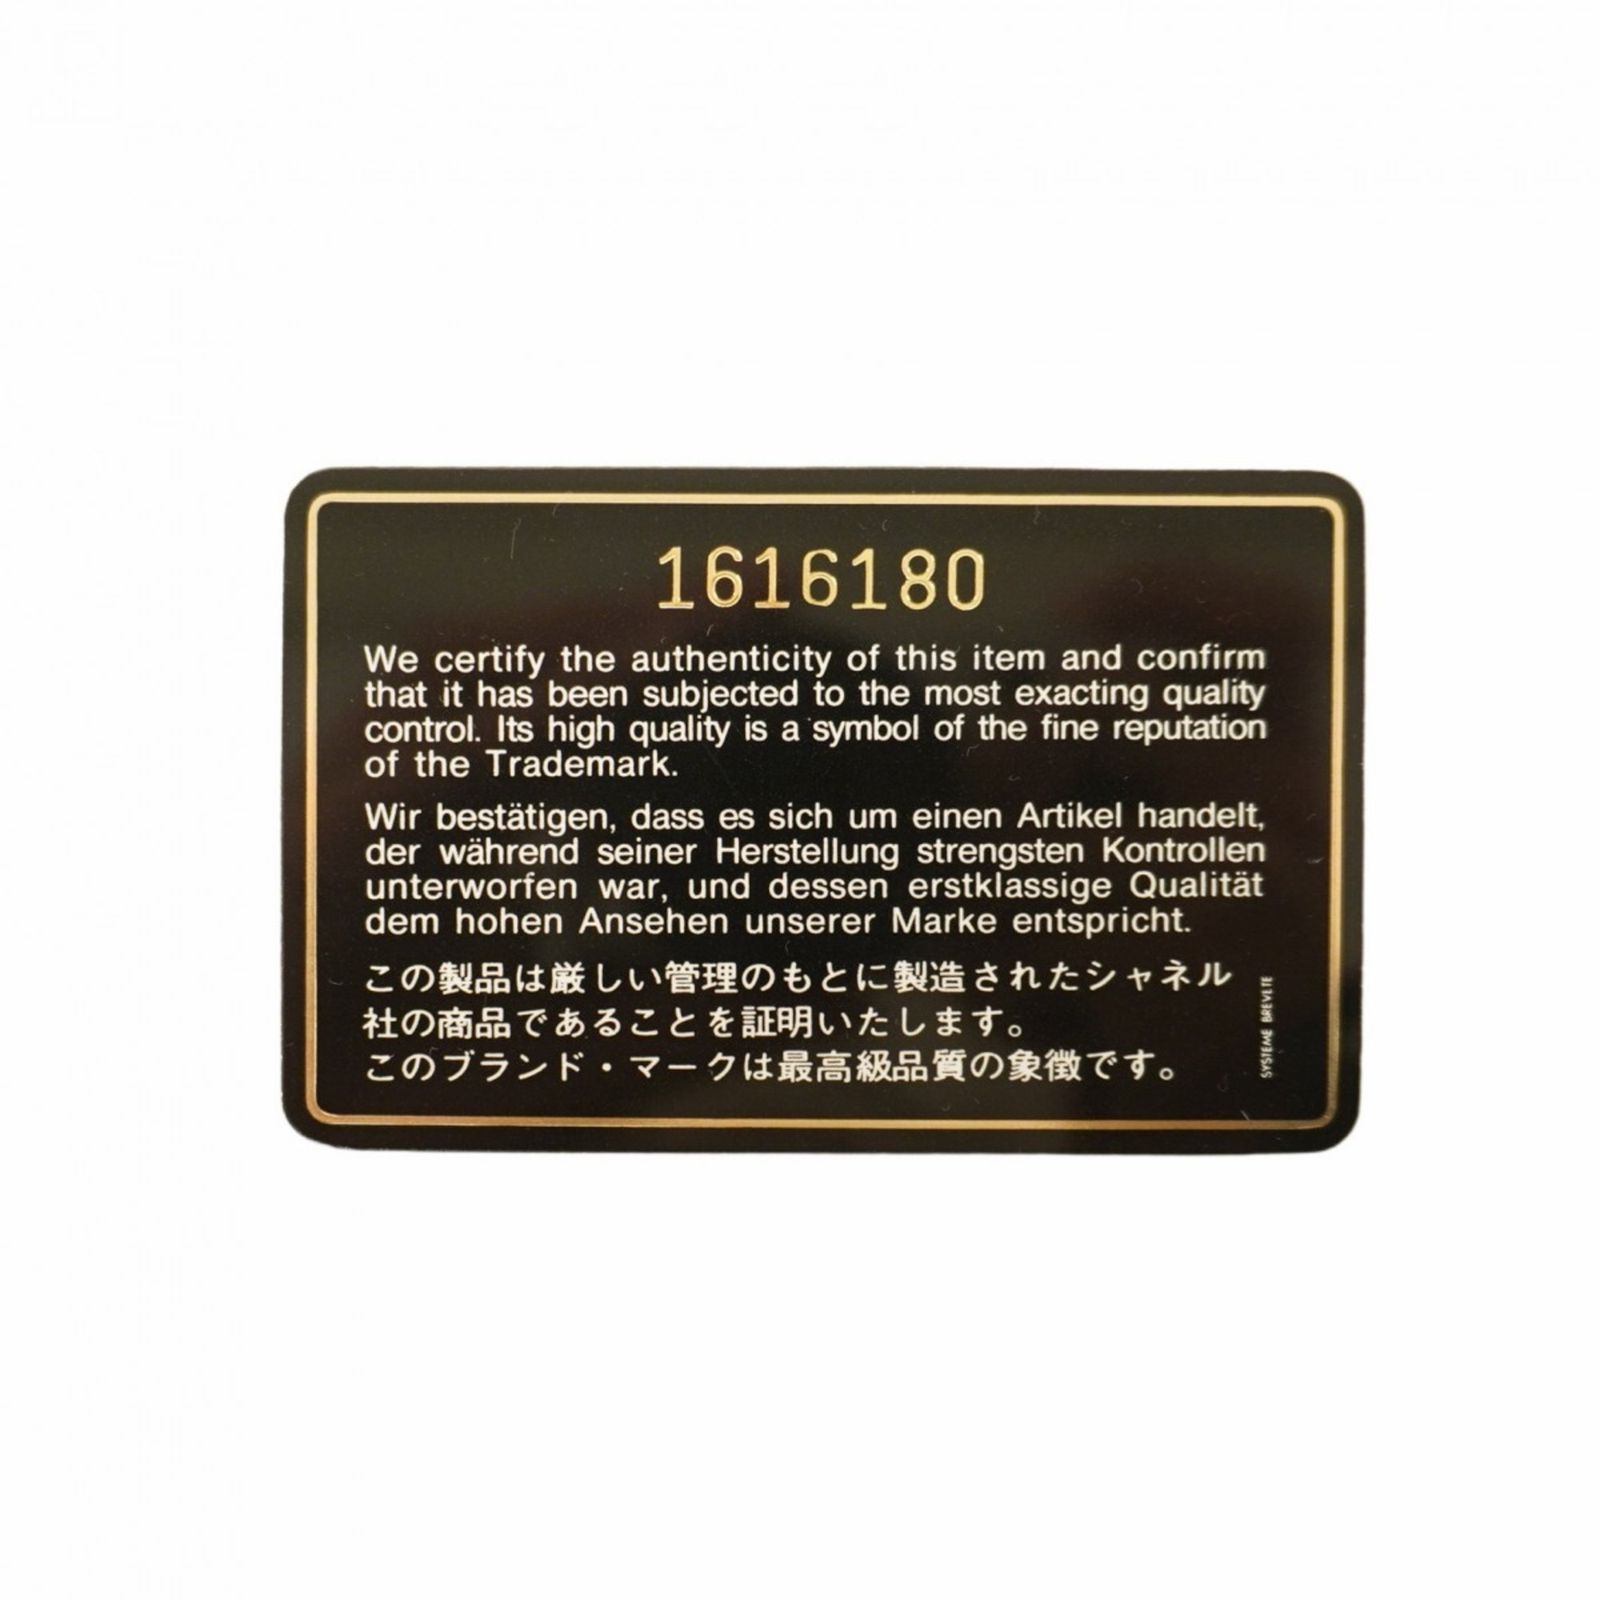 1616180
We certify the authenticity of this item and confirm
that it has been subjected to the most exacting quality
control. Its high quality is a symbol of the fine reputation
of the Trademark.
Wir bestätigen, dass es sich um einen Artikel handelt,
der während seiner Herstellung strengsten Kontrollen
unterworfen war, und dessen erstklassige Qualität
dem hohen Ansehen unserer Marke entspricht.
この製品は厳しい管理のもとに製造されたシャネル
社の商品であることを証明いたします。
このブランド・マークは最高級品質の象徴です。
SYSTEME BREVETE